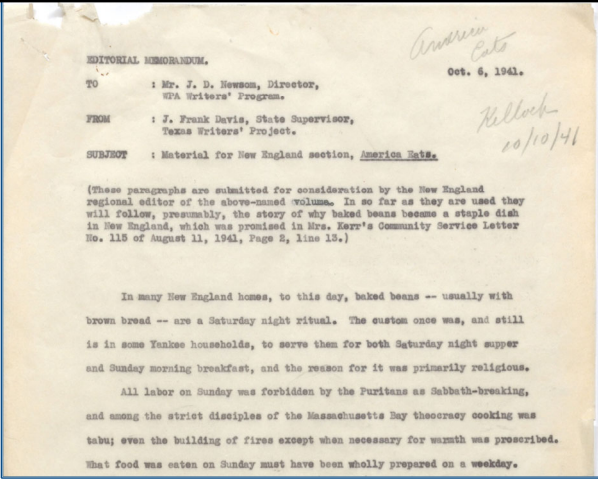 America
Eats
EDITORIAL MEMORANDUM.
Oct. 6, 1941.
TO : Mr. J. D. Newsom, Director,
WPA Writers' Program.
Kellock
10/10/41
FROM : J. Frank Davis, State Supervisor,
Texas Writers' Project.
SUBJECT : Material for New England section, America Eats.
(These paragraphs are submitted for consideration by the New England
regional editor of the above-named volume. In so far as they are used they
will follow, presumably, the story of why baked beans became a staple dish
in New England, which was promised in Mrs. Kerr's Community Service Letter
No. 115 of August 11, 1941, Page 2, line 13.)
In many New England homes, to this day, baked beans -- usually with
brown bread -- are a Saturday night ritual. The custom once was, and still
is in some Yankee households, to serve them for both Saturday night supper
and Sunday morning breakfast, and the reason for it was primarily religious.
All labor on Sunday was forbidden by the Puritans as Sabbath-breaking,
and among the strict disciples of the Massachusetts Bay theocracy cooking was
tabu; even the building of fires except when necessary for warmth was proscribed.
What food was eaten on Sunday must have been wholly prepared on a weekday.